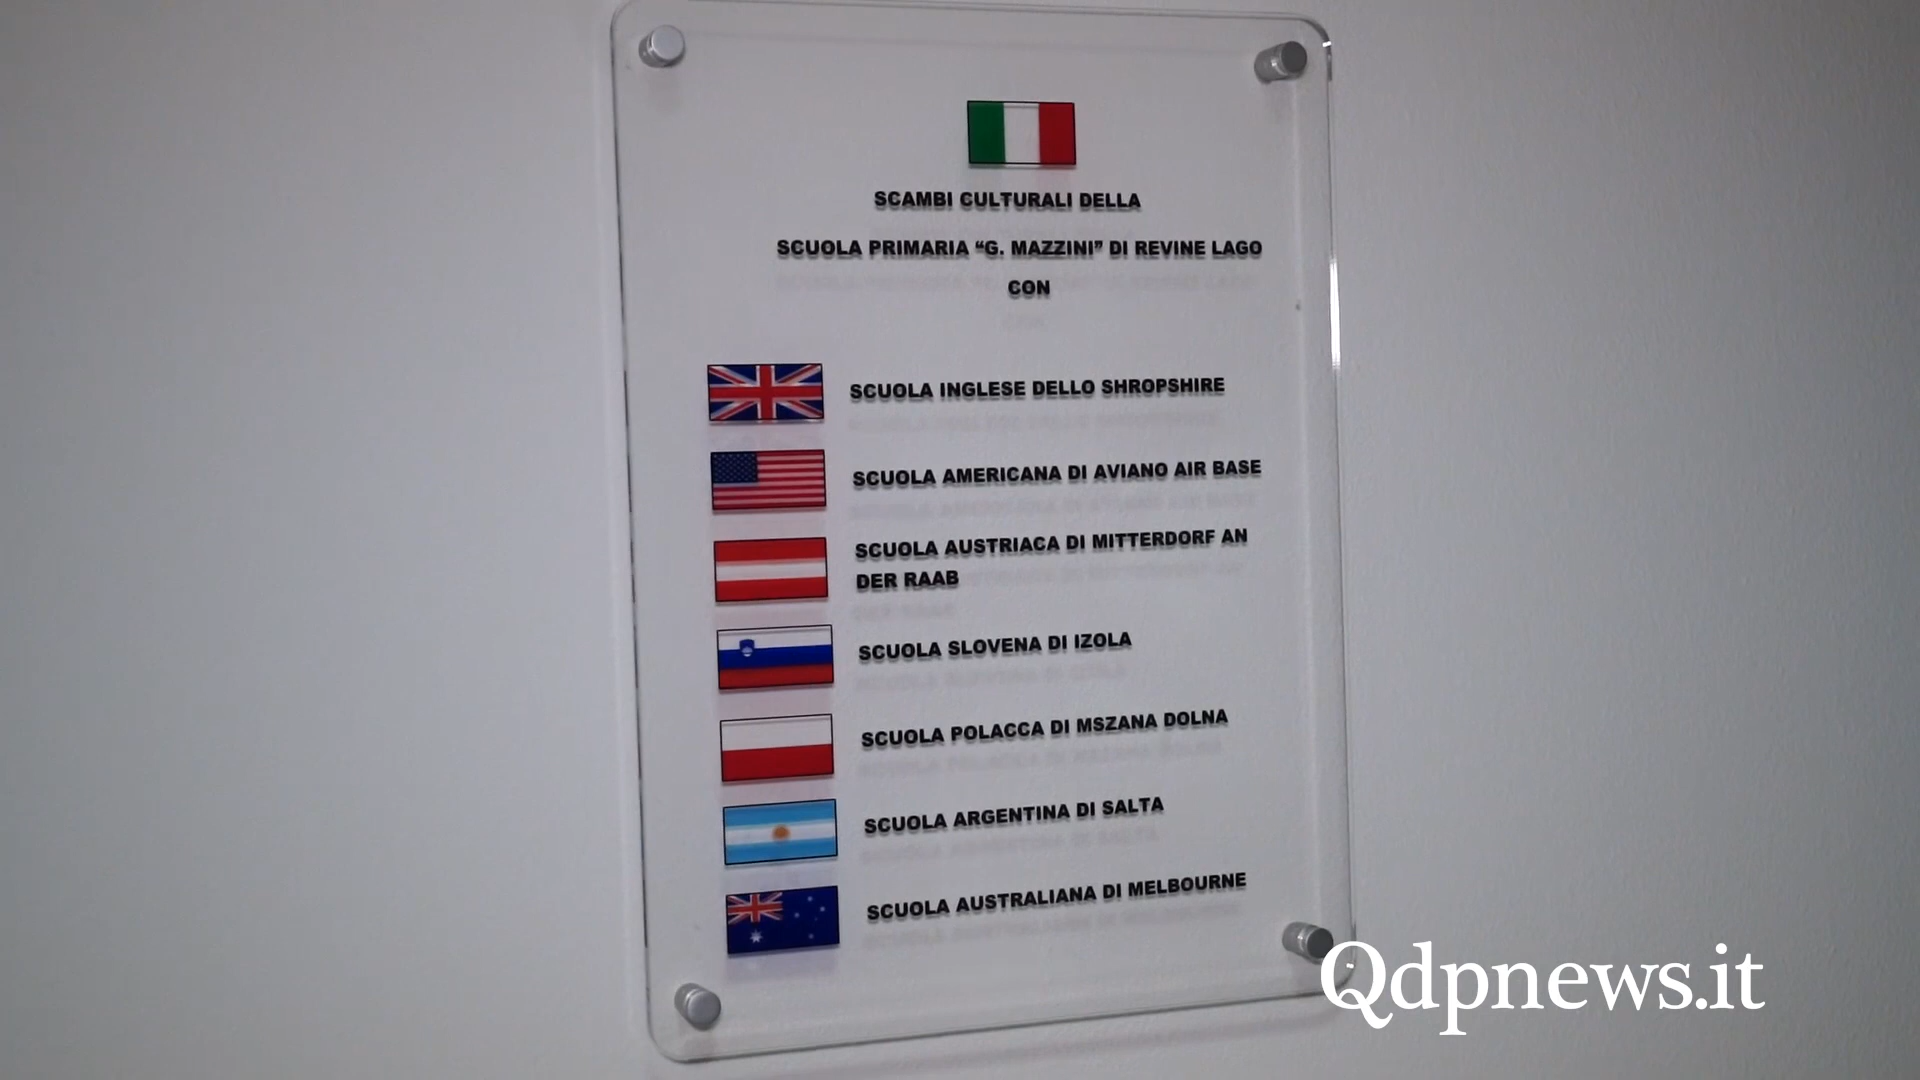 SCAMBI CULTURALI DELLA
SCUOLA PRIMARIA “G. MAZZINI” DI REVINE LAGO
CON
SCUOLA INGLESE DELLO SHROPSHIRE
SCUOLA AMERICANA DI AVIANO AIR BASE
SCUOLA AUSTRIACA DI MITTERDORF AN
DER RAAB
SCUOLA SLOVENA DI IZOLA
SCUOLA POLACCA DI MSZANA DOLNA
SCUOLA ARGENTINA DI SALTA
SCUOLA AUSTRALIANA DI MELBOURNE
Qdpnews.it